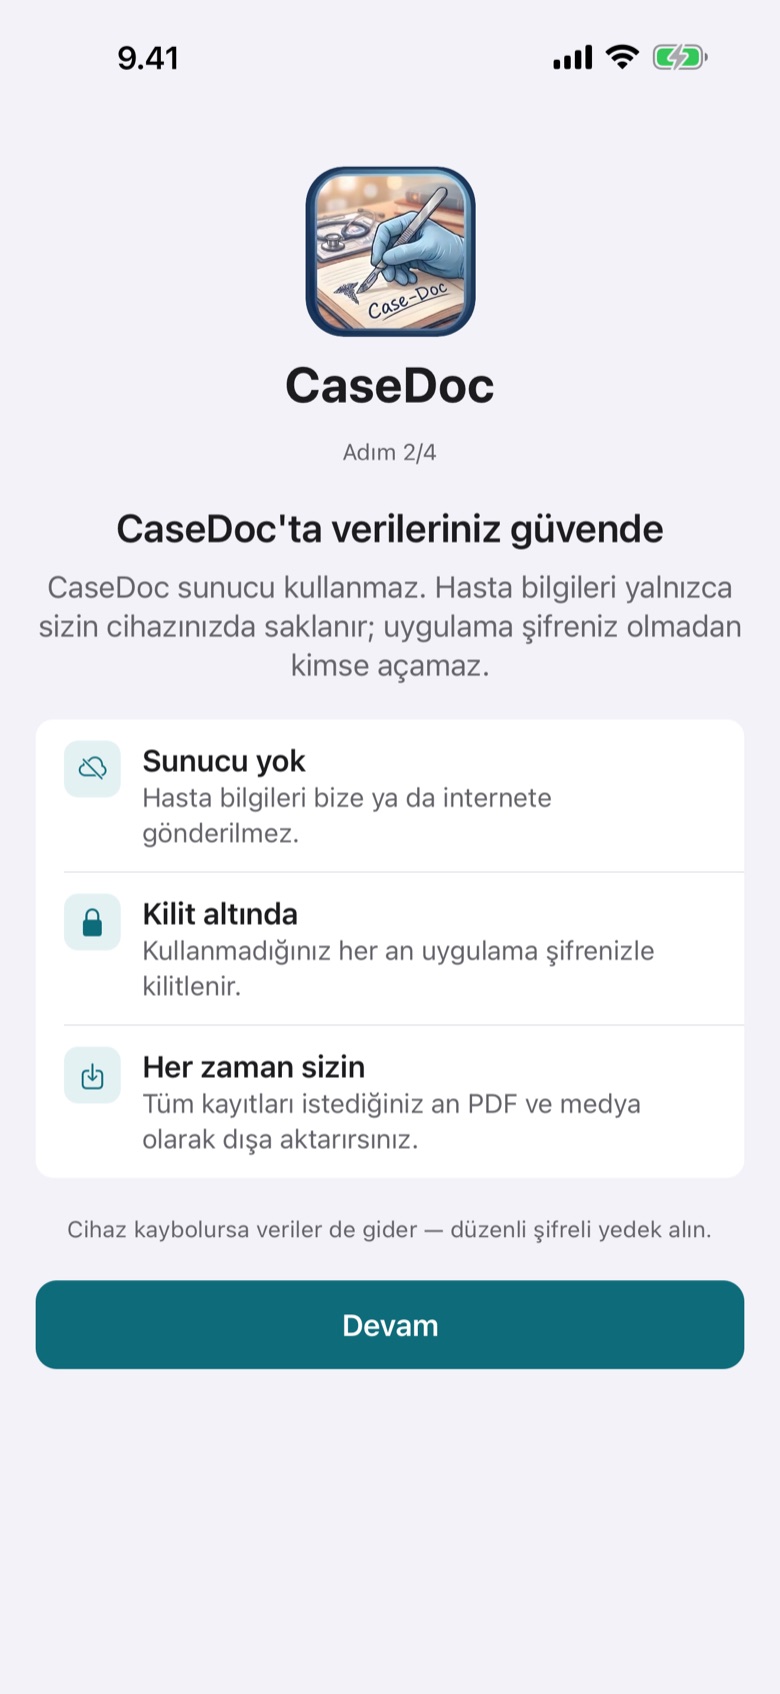 9.41
Case-Doc
CaseDoc
Adım 2/4
CaseDoc'ta verileriniz güvende
CaseDoc sunucu kullanmaz. Hasta bilgileri yalnızca
sizin cihazınızda saklanır; uygulama şifreniz olmadan
kimse açamaz.
Sunucu yok
Hasta bilgileri bize ya da internete
gönderilmez.
Kilit altında
Kullanmadığınız her an uygulama şifrenizle
kilitlenir.
Her zaman sizin
Tüm kayıtları istediğiniz an PDF ve medya
olarak dışa aktarırsınız.
Cihaz kaybolursa veriler de gider — düzenli şifreli yedek alın.
Devam